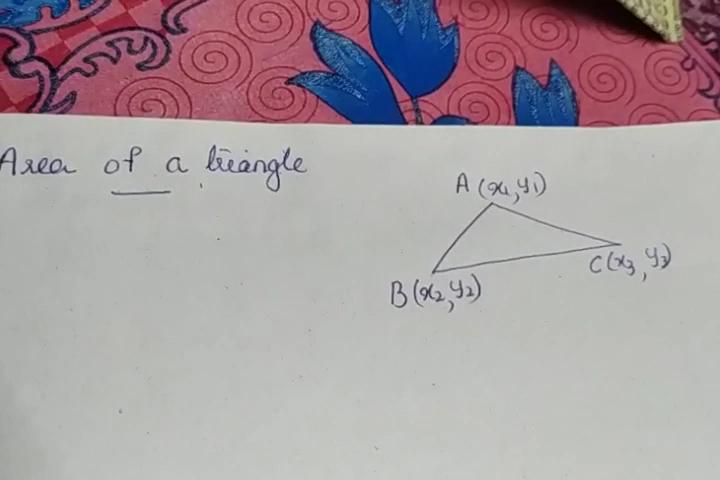 Area of a triangle
A (x1, y1)
C(x3, y3)
B (x2, y2)